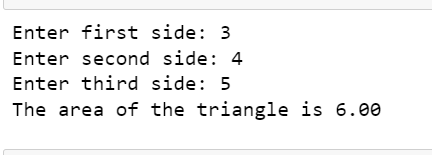 Enter first side: 3
Enter second side: 4
Enter third side: 5
The area of the triangle is 6.00